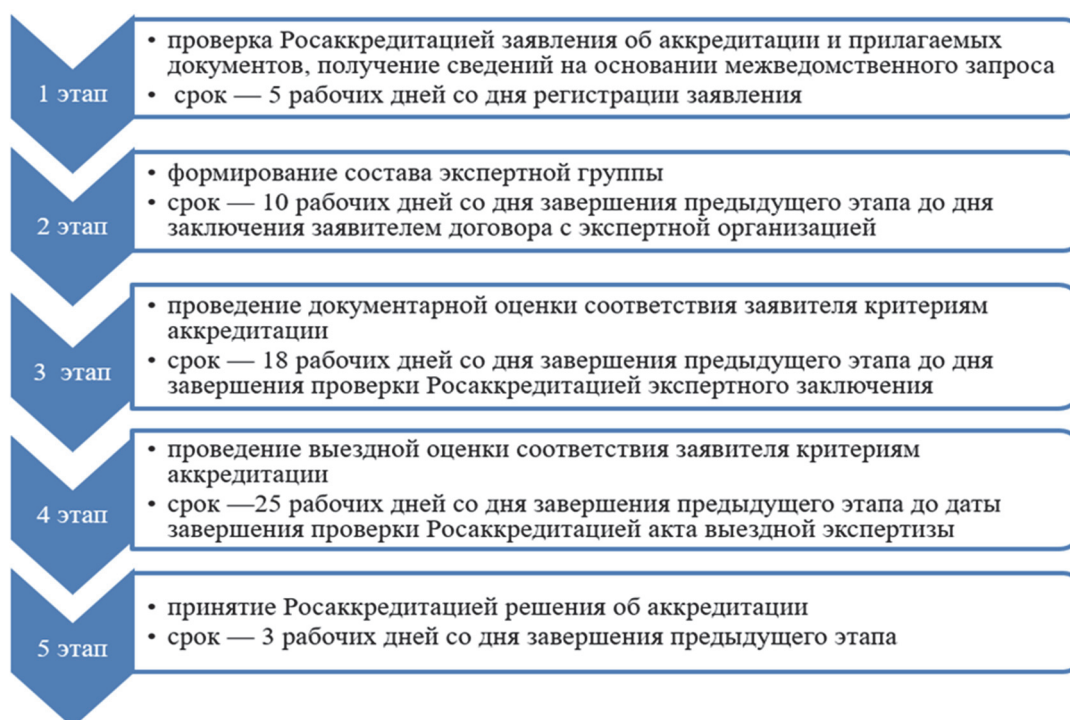 1 этап
• проверка Росаккредитацией заявления об аккредитации и прилагаемых
документов, получение сведений на основании межведомственного запроса
• срок — 5 рабочих дней со дня регистрации заявления
2 этап
• формирование состава экспертной группы
• срок — 10 рабочих дней со дня завершения предыдущего этапа до дня
заключения заявителем договора с экспертной организацией
3 этап
• проведение документарной оценки соответствия заявителя критериям
аккредитации
• срок — 18 рабочих дней со дня завершения предыдущего этапа до дня
завершения проверки Росаккредитацией экспертного заключения
4 этап
• проведение выездной оценки соответствия заявителя критериям
аккредитации
• срок —25 рабочих дней со дня завершения предыдущего этапа до даты
завершения проверки Росаккредитацией акта выездной экспертизы
5 этап
• принятие Росаккредитацией решения об аккредитации
• срок — 3 рабочих дней со дня завершения предыдущего этапа